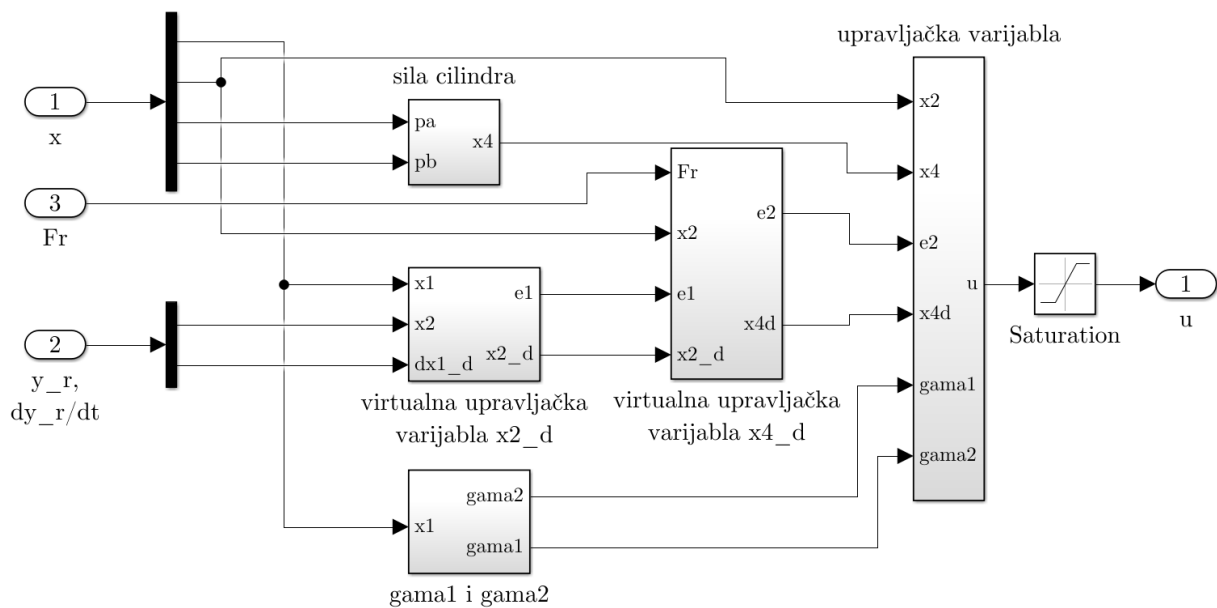 upravljačka varijabla
sila cilindra
1
x
pa
pb
x4
x2
x4
3
Fr
Fr
x2
e1
x2_d
e2
x4d
e2
x4d
gama1
gama2
u
x1
x2
dx1_d
e1
x2_d
2
y_r,
dy_r/dt
Saturation
1
u
virtualna upravljačka
varijabla x2_d
virtualna upravljačka
varijabla x4_d
x1
gama2
gama1
gama1 i gama2